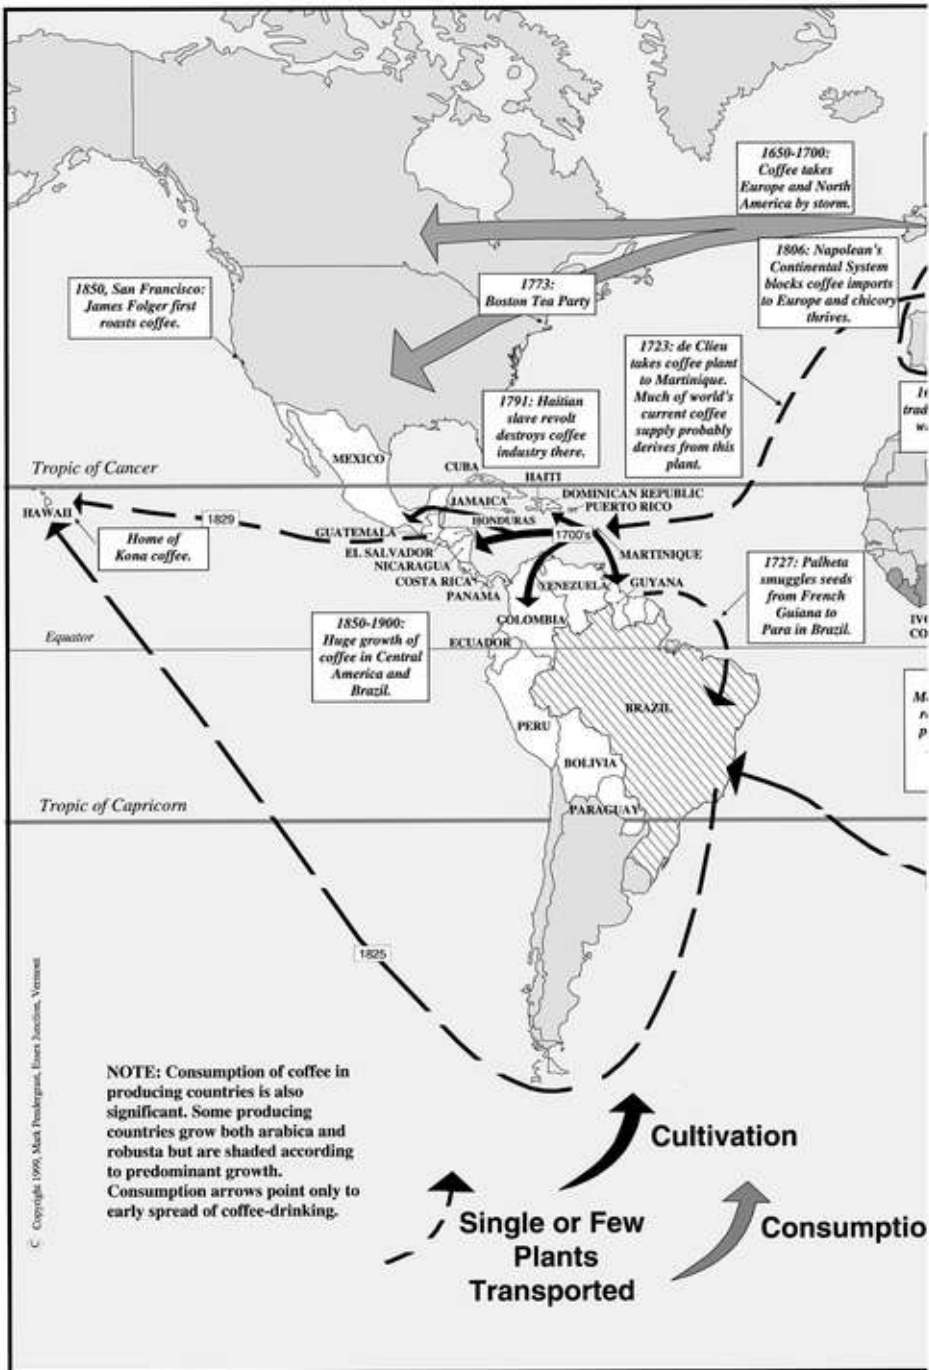 1650-1700:
Coffee takes
Europe and North
America by storm.
1806: Napolean's
Continental System
blocks coffee imports
to Europe and chicory
thrives.
1850, San Francisco:
James Folger first
roasts coffee.
1773:
Boston Tea Party
1723: de Clieu
takes coffee plant
to Martinique.
Much of world's
current coffee
supply probably
derives from this
plant.
1791: Haitian
slave revolt
destroys coffee
industry there.
trad
Tropic of Cancer
MEXICO
CUBA
HAITI
JAMAICA
DOMINICAN REPUBLIC
PUERTO RICO
HAWAII
1829
HONDURAS
GUATEMALA
1700's
Home of
Kona coffee.
EL SALVADOR
NICARAGUA
MARTINIQUE
COSTA RICA
PANAMA
VENEZUELA
GUYANA
1727: Palheta
smuggles seeds
from French
Guiana to
Para in Brazil.
COLOMBIA
IVO
CO
1850-1900:
Huge growth of
coffee in Central
America and
Brazil.
Equator
ECUADOR
BRAZIL
PERU
BOLIVIA
Tropic of Capricorn
PARAGUAY
1825
C Copyright 1999, Mark Pendergrast, Essex Junction, Vermont
NOTE: Consumption of coffee in
producing countries is also
significant. Some producing
countries grow both arabica and
robusta but are shaded according
to predominant growth.
Consumption arrows point only to
early spread of coffee-drinking.
Cultivation
Single or Few
Plants
Transported
Consumptio